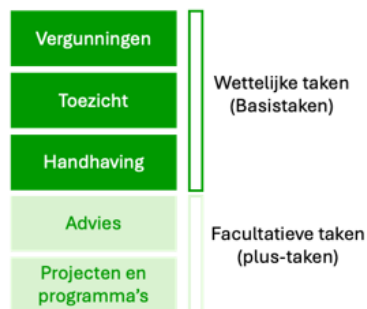 Vergunningen
Toezicht
Handhaving
Wettelijke taken
(Basistaken)
Advies
Projecten en
programma's
Facultatieve taken
(plus-taken)